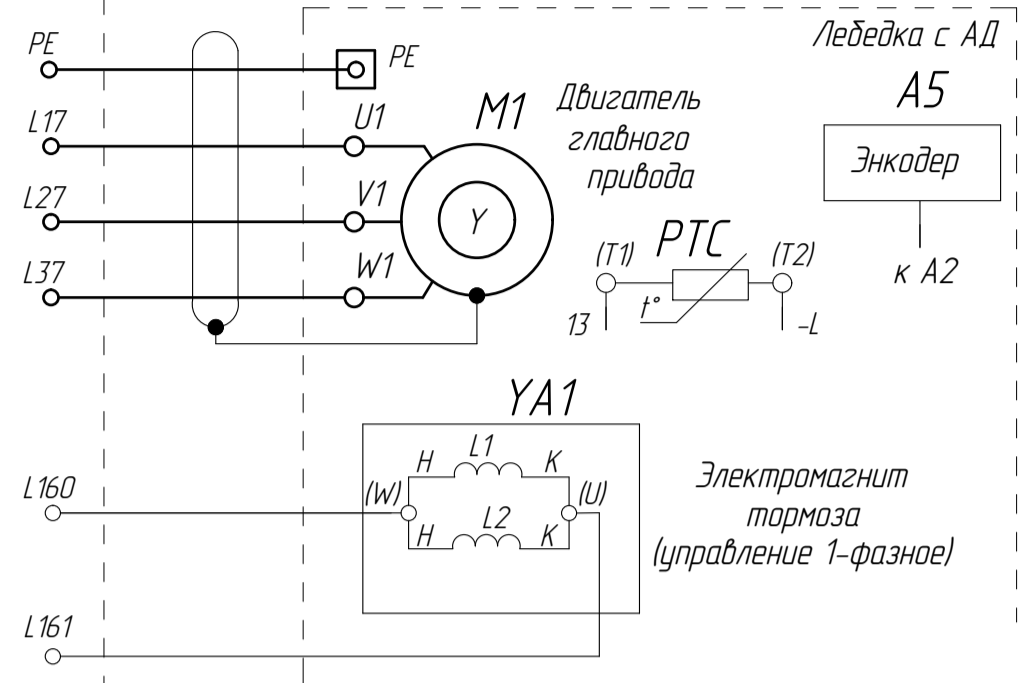 Лебедка с АД
PE
PE
A5
L17
U1
M1
Двигатель
главного
привода
Энкодер
L27
V1
Y
L37
W1
(T1)
PTC
(T2)
к A2
t°
13
-L
YA1
L160
(W)
H
L1
K
(U)
H
L2
K
Электромагнит
тормоза
(управление 1-фазное)
L161